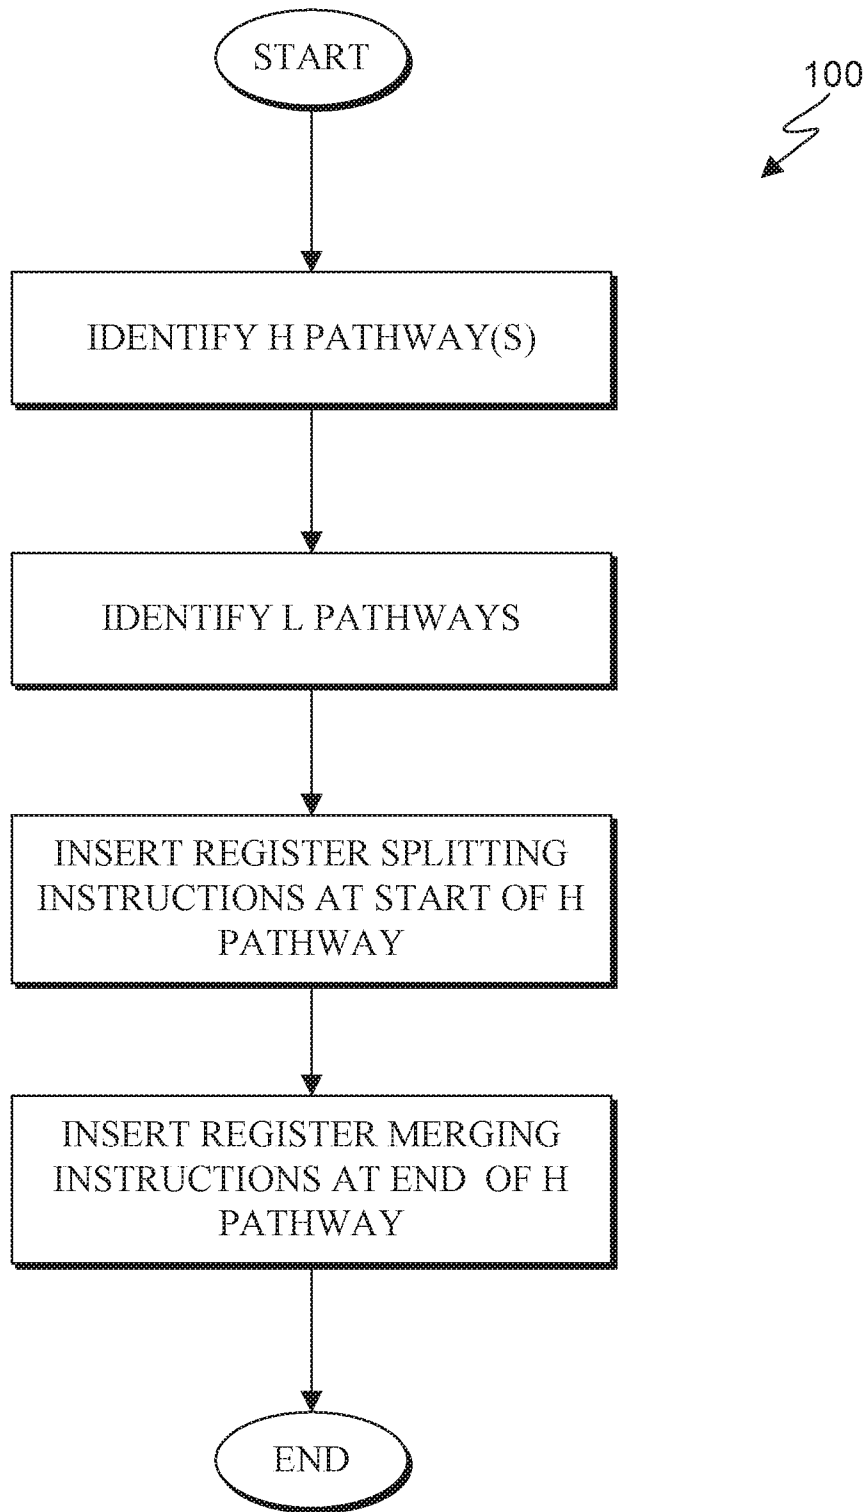 START
100
IDENTIFY H PATHWAY(S)
IDENTIFY L PATHWAYS
INSERT REGISTER SPLITTING
INSTRUCTIONS AT START OF H
PATHWAY
INSERT REGISTER MERGING
INSTRUCTIONS AT END OF H
PATHWAY
END